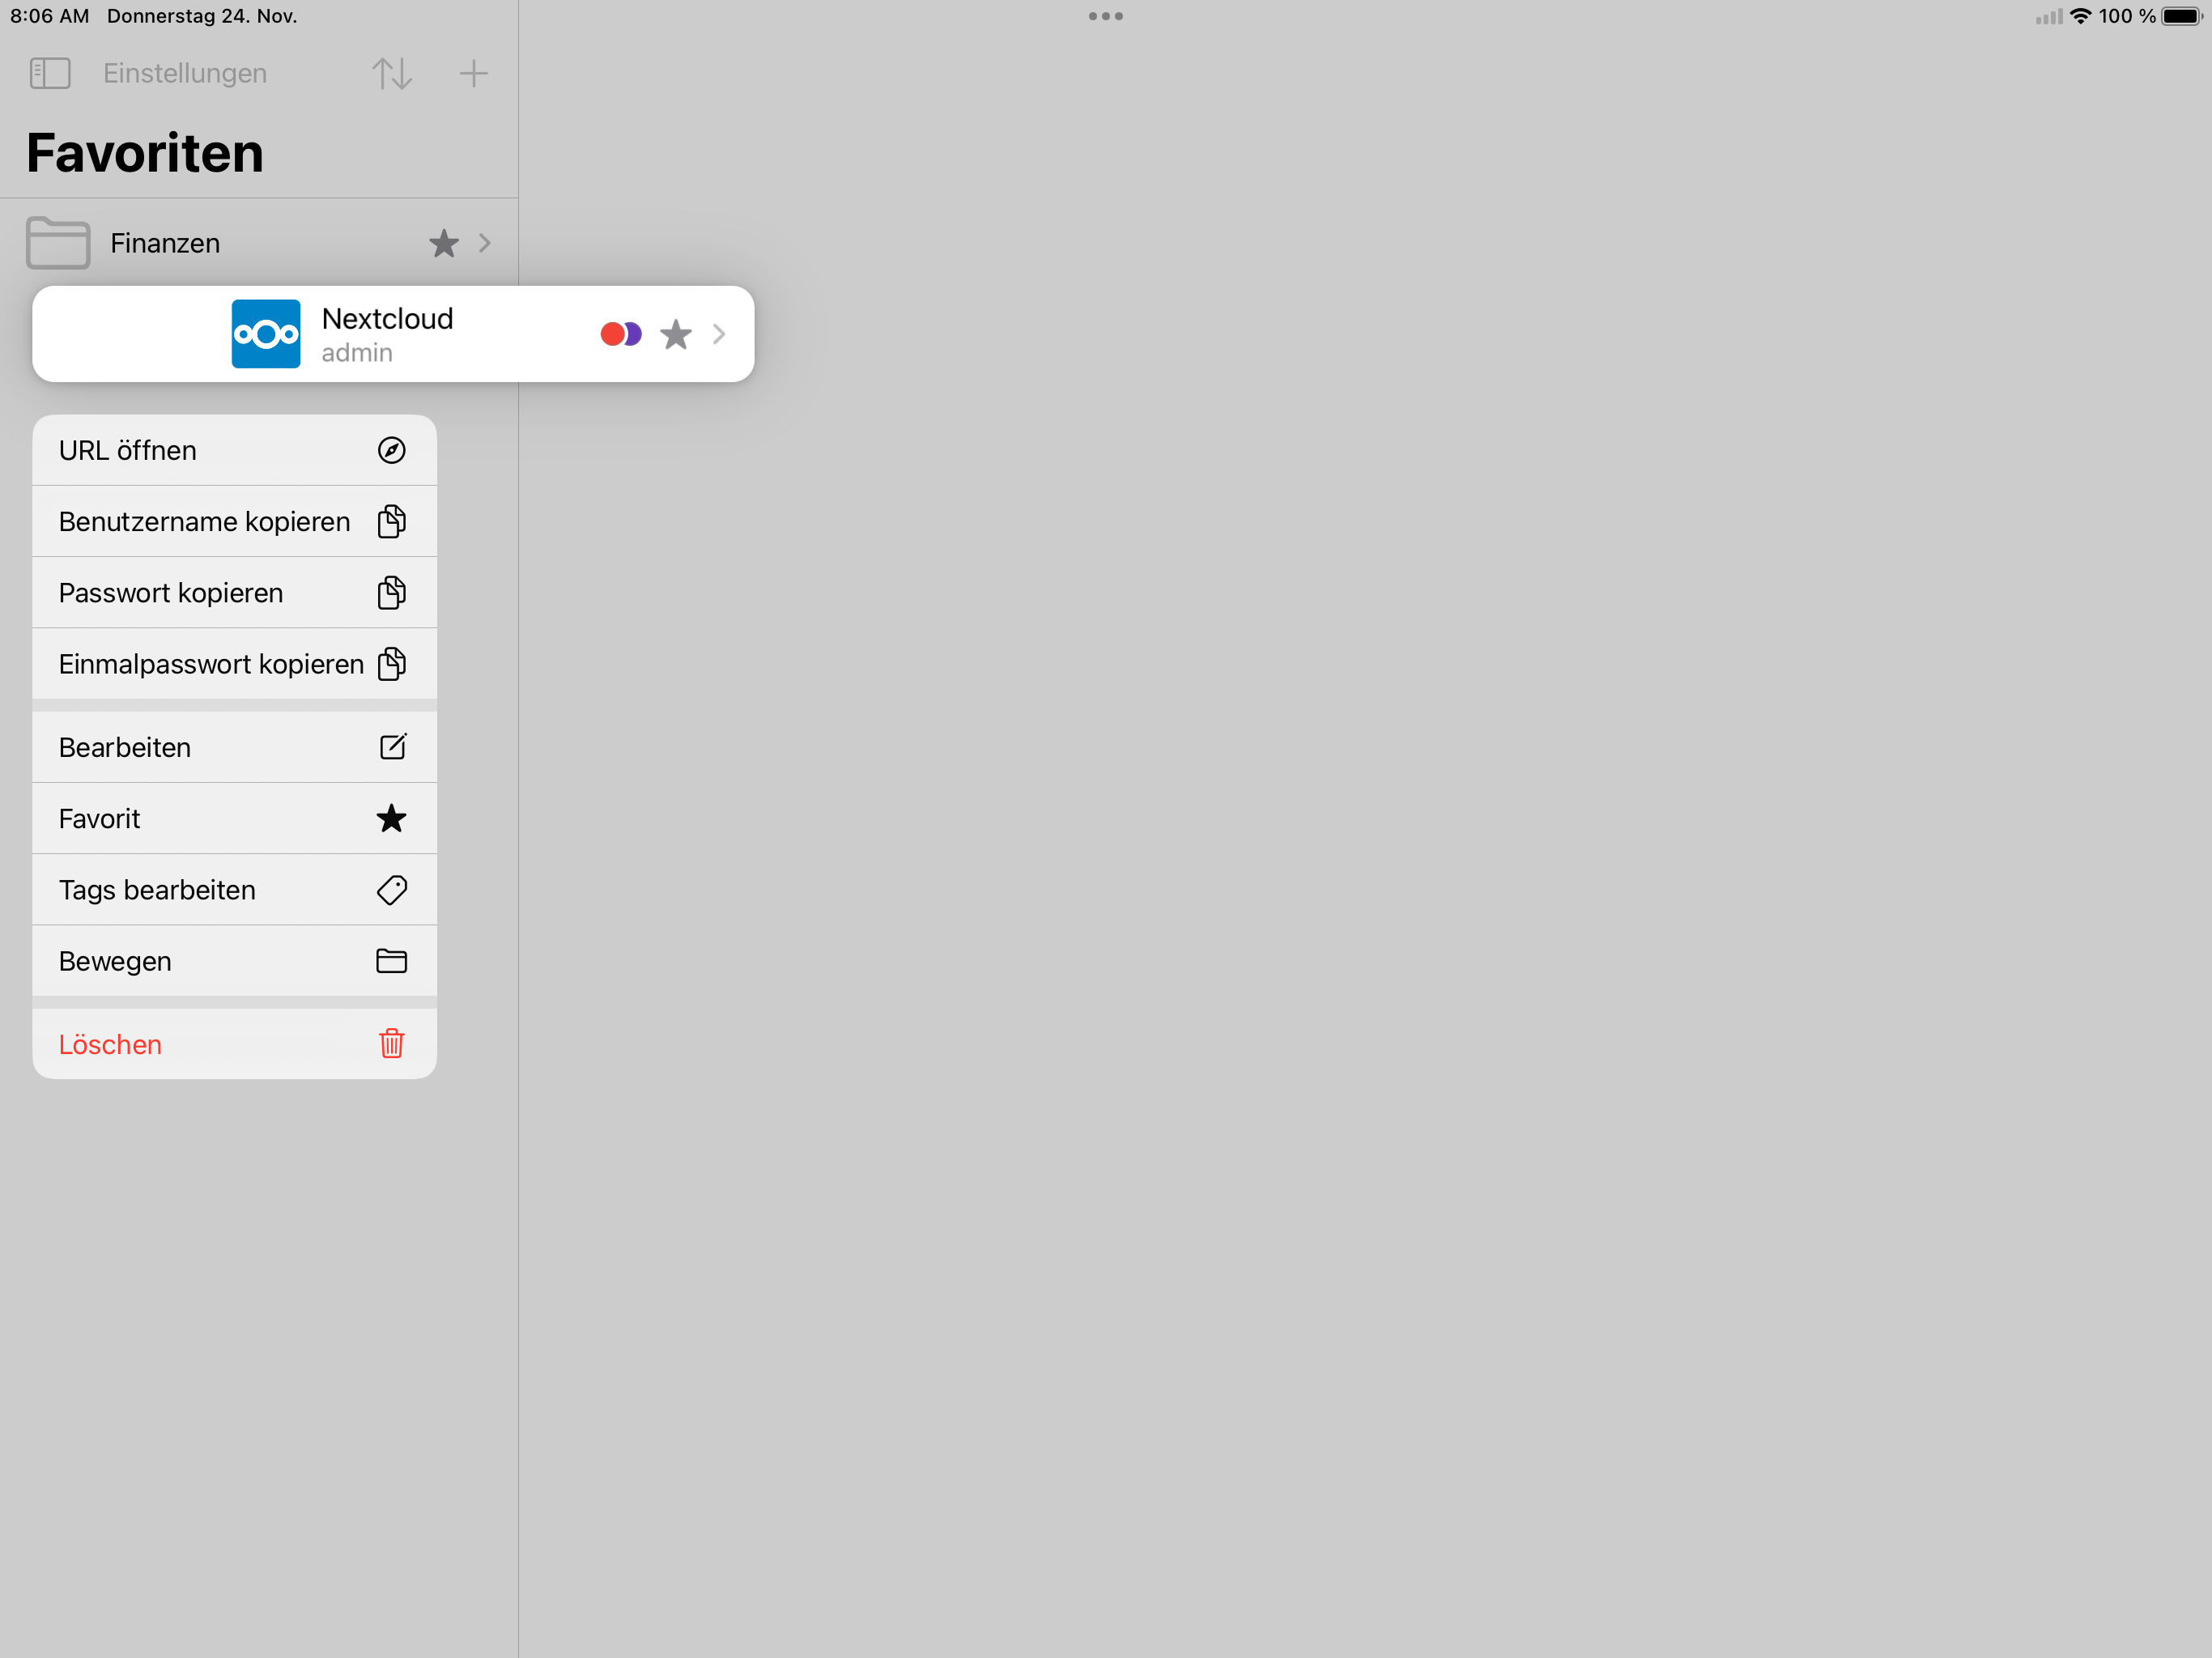 8:06 AM Donnerstag 24. Nov.
100 %
Einstellungen
Favoriten
Finanzen
Nextcloud
admin
URL öffnen
Benutzername kopieren
Passwort kopieren
Einmalpasswort kopieren
Bearbeiten
Favorit
Tags bearbeiten
Bewegen
Löschen